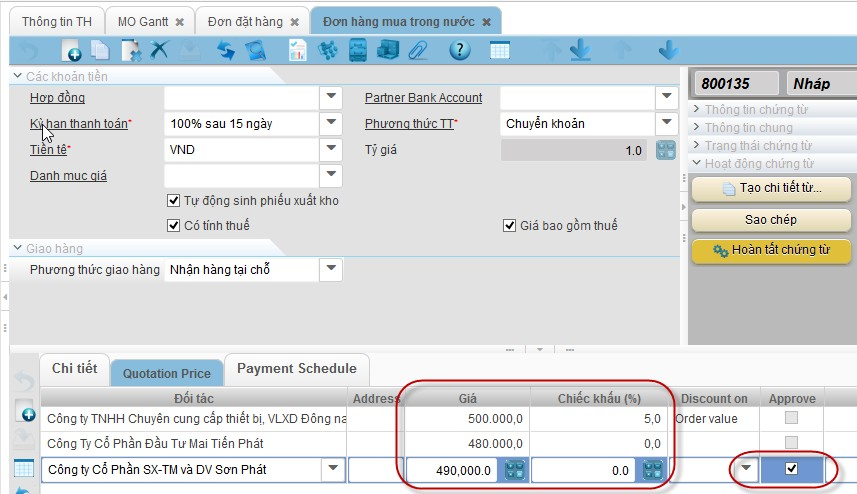 Thông tin TH MO Gantt Đơn đặt hàng Đơn hàng mua trong nước
Các khoản tiền
Hợp đồng Partner Bank Account
Kỳ hạn thanh toán* 100% sau 15 ngày Phương thức TT* Chuyển khoản
Tiền tệ* VND Tỷ giá 1.0
Danh mục giá
Tự động sinh phiếu xuất kho
Có tính thuế Giá bao gồm thuế
Giao hàng
Phương thức giao hàng Nhận hàng tại chỗ
800135 Nháp
Thông tin chứng từ
Thông tin chung
Trạng thái chứng từ
Hoạt động chứng từ
Tạo chi tiết từ...
Sao chép
Hoàn tất chứng từ
Chi tiết Quotation Price Payment Schedule
Đối tác Address Giá Chiếc khấu (%) Discount on Approve
Công ty TNHH Chuyên cung cấp thiết bị, VLXD Đông na 500.000,0 5,0 Order value
Công Ty Cổ Phần Đầu Tư Mai Tiến Phát 480.000,0 0,0
Công ty Cổ Phần SX-TM và DV Sơn Phát 490,000.0 0.0